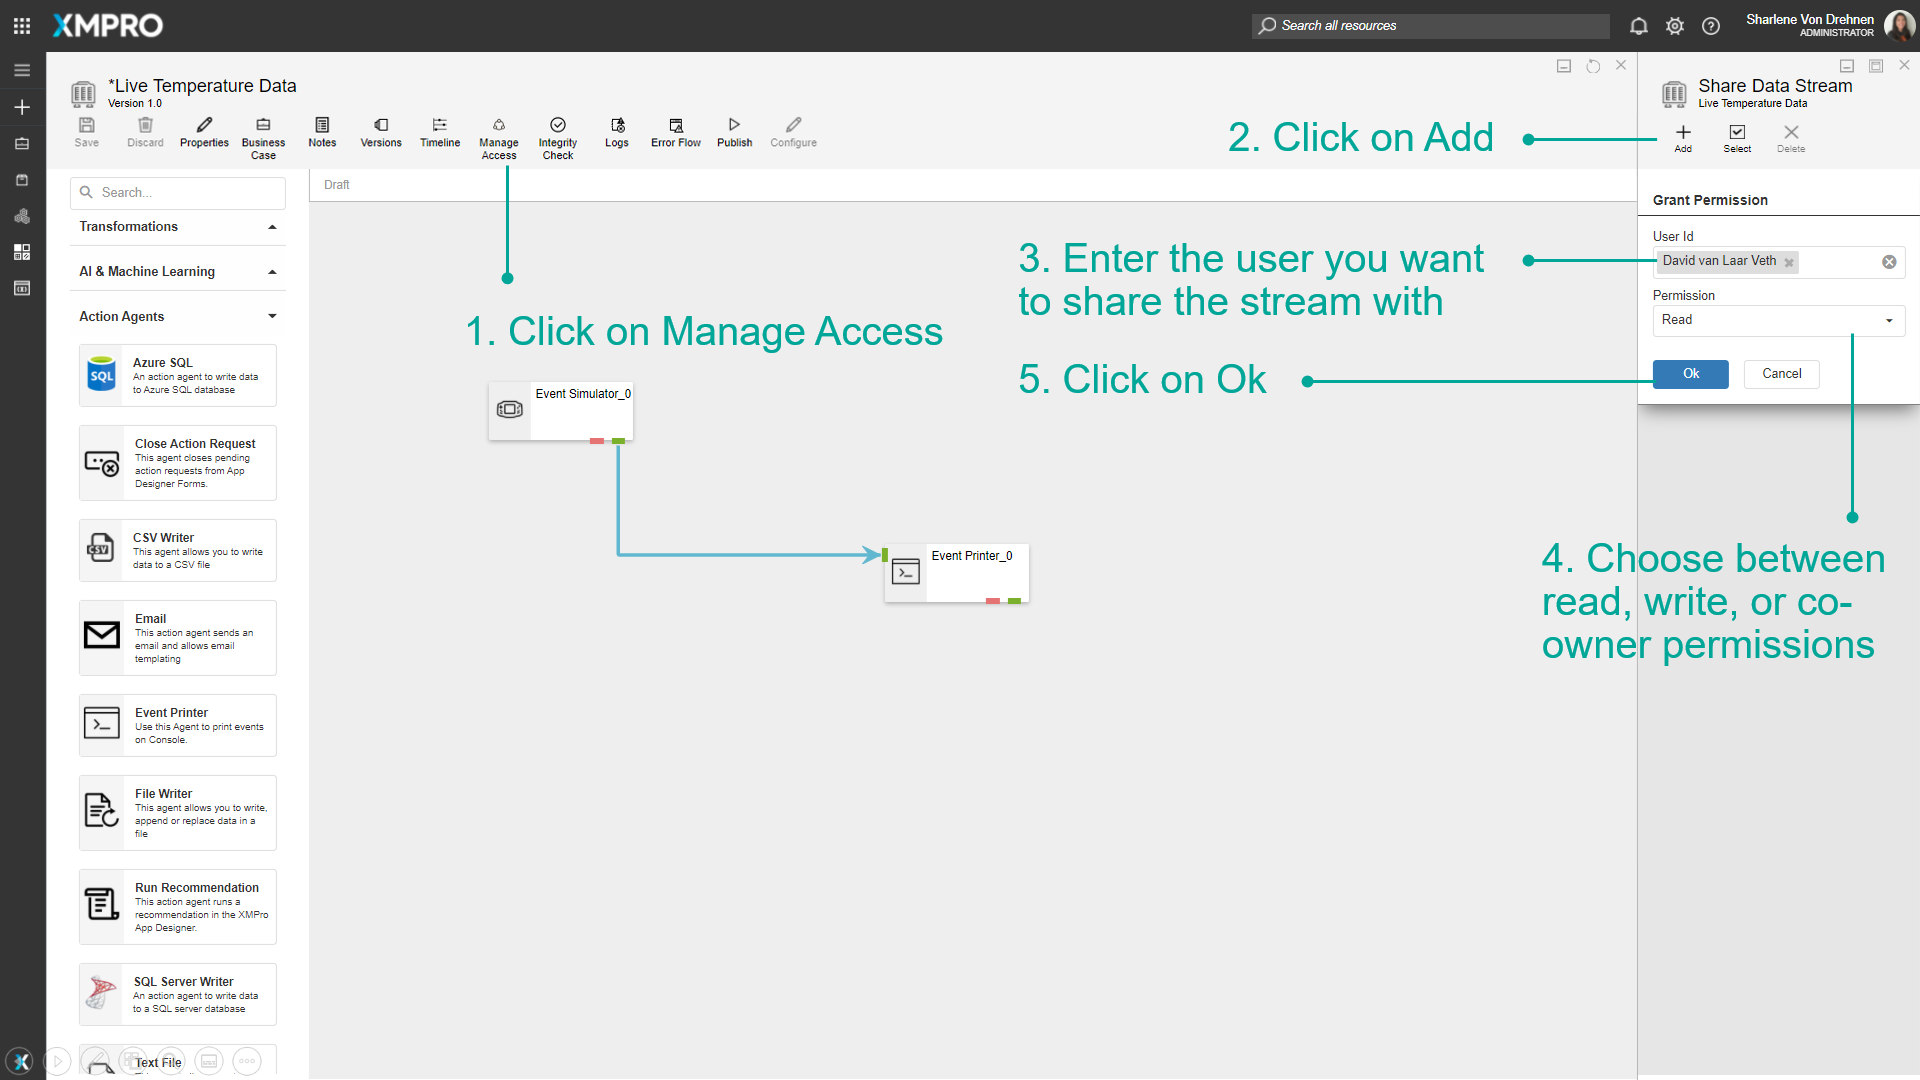 XMPRO
Search all resources
Sharlene Von Drehnen
ADMINISTRATOR
*Live Temperature Data
Version 1.0
Save
Discard
Properties
Business
Case
Notes
Versions
Timeline
Manage
Access
Integrity
Check
Logs
Error Flow
Publish
Configure
Share Data Stream
Live Temperature Data
Add
Select
Delete
2. Click on Add
Search...
Draft
Transformations
AI & Machine Learning
Action Agents
SQL
Azure SQL
An action agent to write data
to Azure SQL database
Close Action Request
This agent closes pending
action requests from App
Designer Forms.
CSV
CSV Writer
This agent allows you to write
data to a CSV file
Email
This action agent sends an
email and allows email
templating
Event Printer
Use this Agent to print events
on Console.
File Writer
This agent allows you to write,
append or replace data in a
file
Run Recommendation
This action agent runs a
recommendation in the XMPro
App Designer.
SQL Server Writer
An action agent to write data
to a SQL server database
Text File
1. Click on Manage Access
Event Simulator_0
Event Printer_0
3. Enter the user you want
to share the stream with
5. Click on Ok
Grant Permission
User Id
David van Laar Veth
Permission
Read
Ok
Cancel
4. Choose between
read, write, or co-
owner permissions